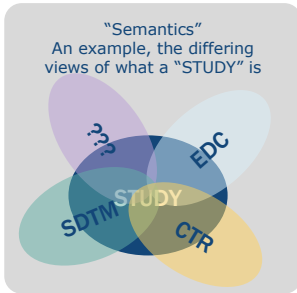 “Semantics”
An example, the differing
views of what a “STUDY” is
???
EDC
STUDY
SDTM
CTR